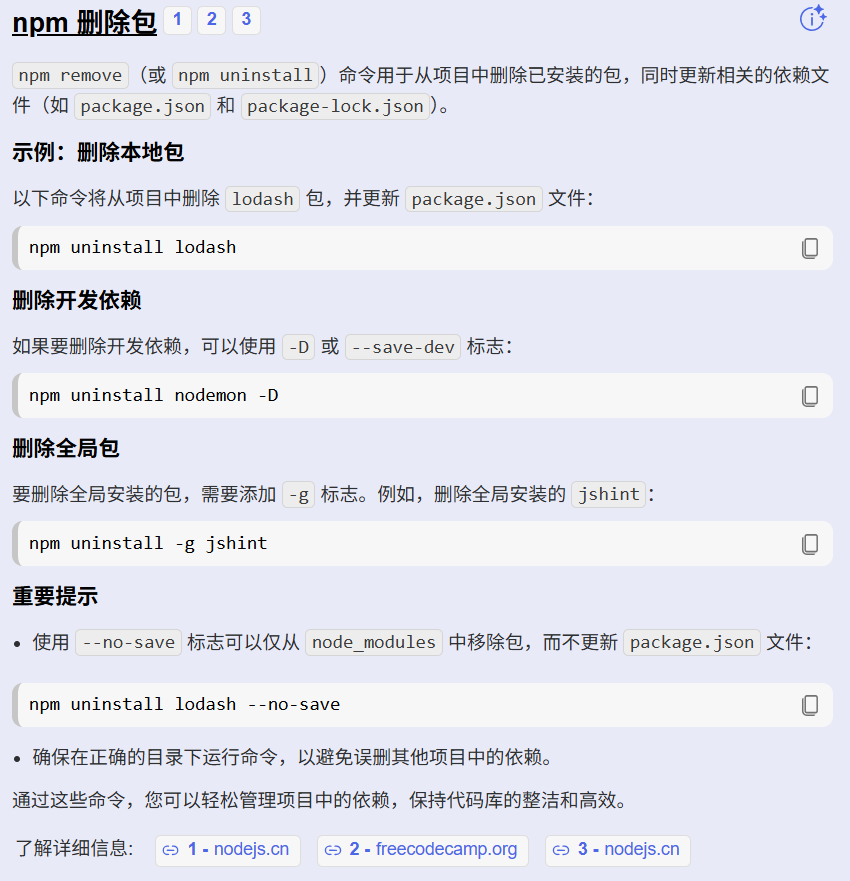 npm 删除包 1 2 3
npm remove（或 npm uninstall）命令用于从项目中删除已安装的包，同时更新相关的依赖文
件（如 package.json 和 package-lock.json）。
示例：删除本地包
以下命令将从项目中删除 lodash 包，并更新 package.json 文件：
npm uninstall lodash
删除开发依赖
如果要删除开发依赖，可以使用 -D 或 --save-dev 标志：
npm uninstall nodemon -D
删除全局包
要删除全局安装的包，需要添加 -g 标志。例如，删除全局安装的 jshint：
npm uninstall -g jshint
重要提示
• 使用 --no-save 标志可以仅从 node_modules 中移除包，而不更新 package.json 文件：
npm uninstall lodash --no-save
• 确保在正确的目录下运行命令，以避免误删其他项目中的依赖。
通过这些命令，您可以轻松管理项目中的依赖，保持代码库的整洁和高效。
了解详细信息: 1 - nodejs.cn 2 - freecodecamp.org 3 - nodejs.cn